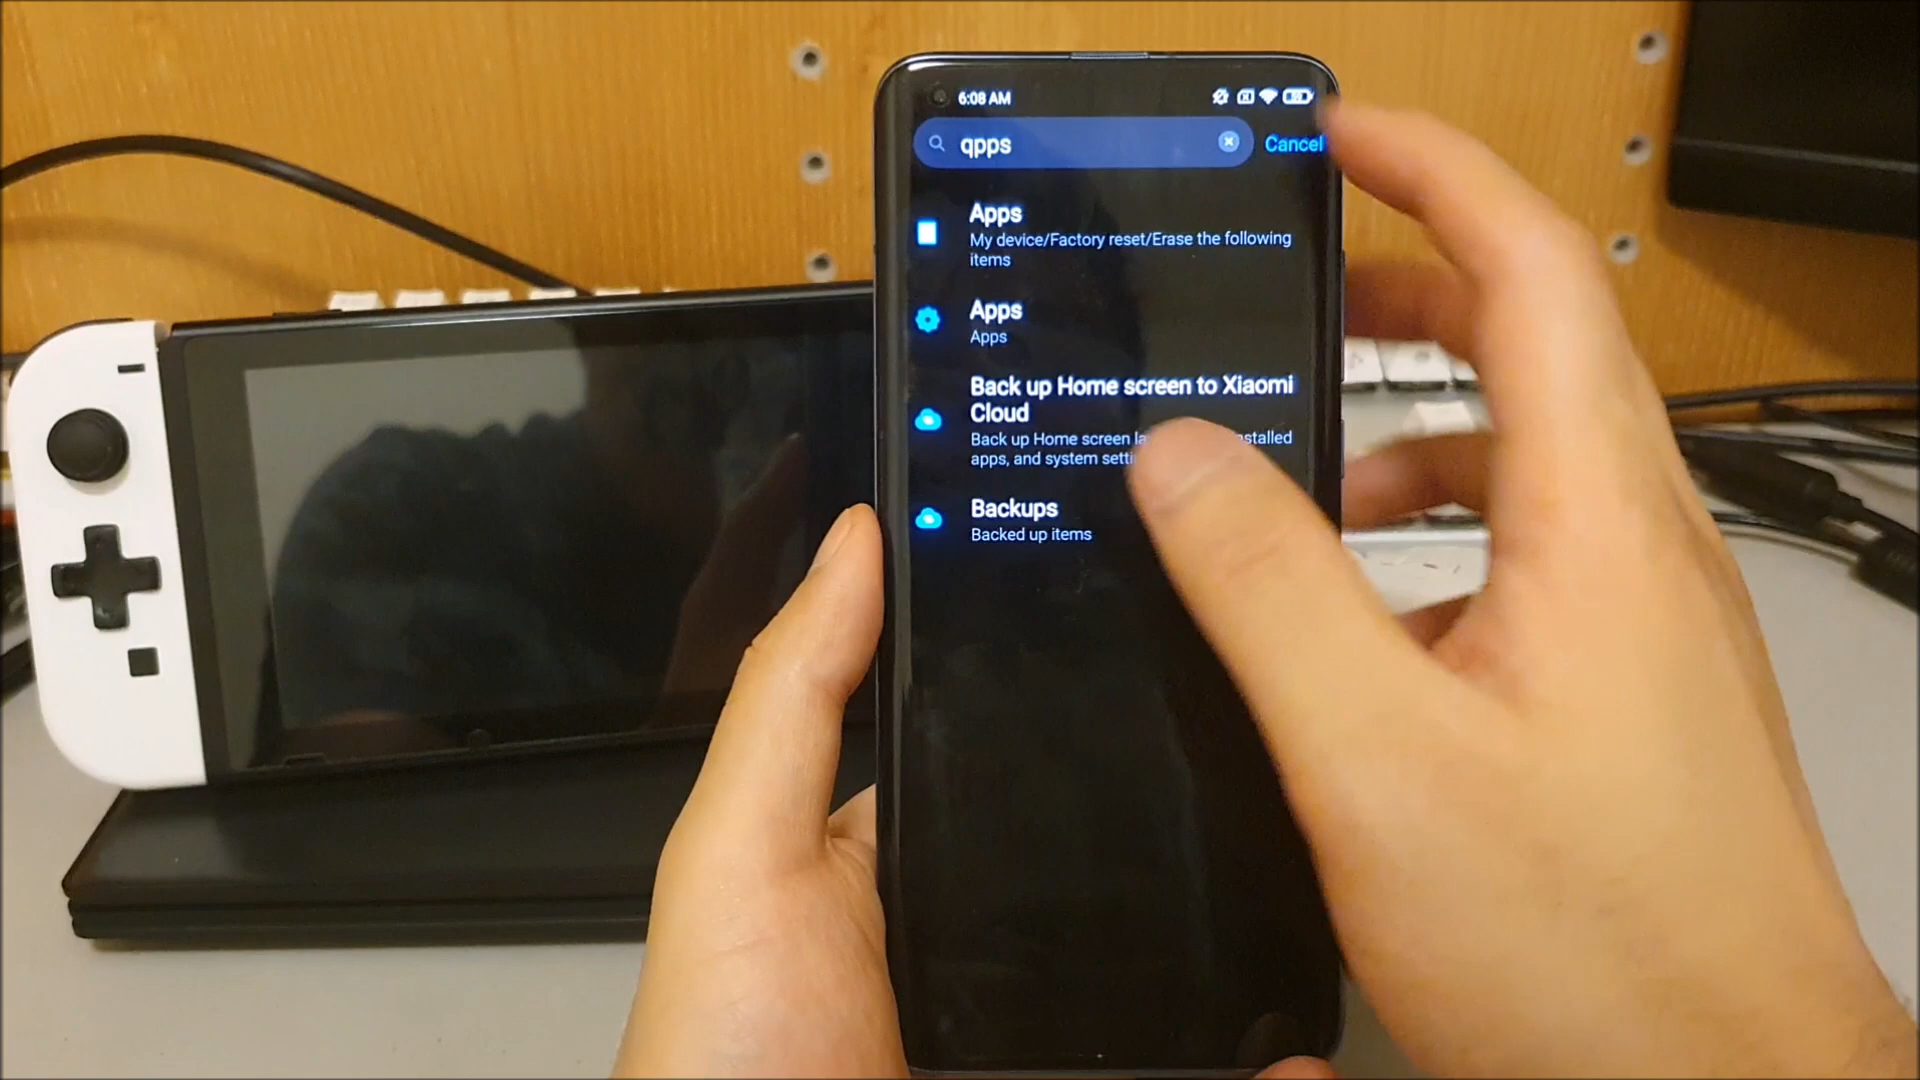 6:08 AM
qpps
Cancel
Apps
My device/Factory reset/Erase the following
items
Apps
Apps
Back up Home screen to Xiaomi
Cloud
Back up Home screen
apps, and system
Backups
Backed up items